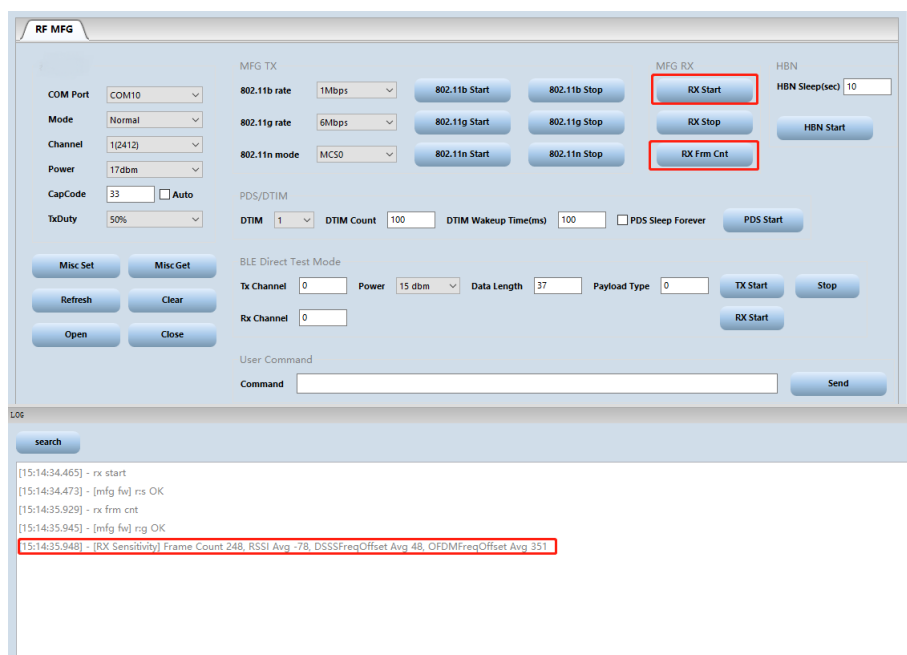 RF MFG
MFG TX MFG RX HBN
COM Port COM10 802.11b rate 1Mbps 802.11b Start 802.11b Stop RX Start HBN Sleep(sec) 10
Mode Normal 802.11g rate 6Mbps 802.11g Start 802.11g Stop RX Stop HBN Start
Channel 1(2412) 802.11n mode MCS0 802.11n Start 802.11n Stop RX Frm Cnt
Power 17dbm
CapCode 33 Auto PDS/DTIM
TxDuty 50% DTIM 1 DTIM Count 100 DTIM Wakeup Time(ms) 100 PDS Sleep Forever PDS Start
Misc Set Misc Get BLE Direct Test Mode
Refresh Clear Tx Channel 0 Power 15 dbm Data Length 37 Payload Type 0 TX Start Stop
Open Close Rx Channel 0 RX Start
User Command
Command Send
LOG
search
[15:14:34.465] - rx start
[15:14:34.473] - [mfg fw] r:s OK
[15:14:35.929] - rx frm cnt
[15:14:35.945] - [mfg fw] r:g OK
[15:14:35.948] - [RX Sensitivity] Frame Count 248, RSSI Avg -78, DSSSFreqOffset Avg 48, OFDMFreqOffset Avg 351